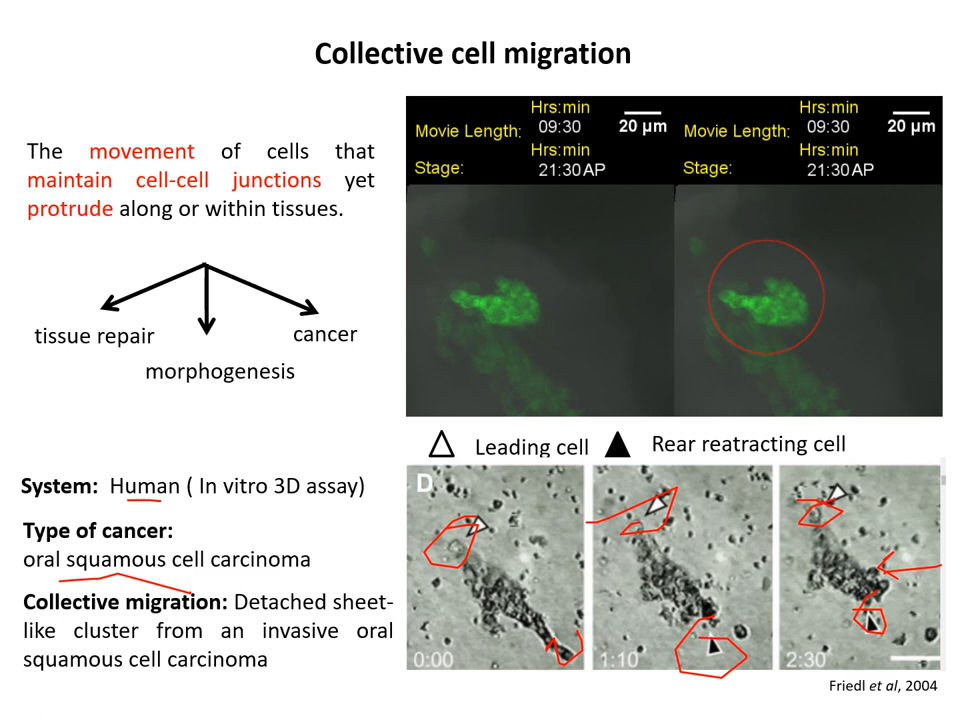 Collective cell migration
The movement of cells that
maintain cell-cell junctions yet
protrude along or within tissues.
tissue repair
morphogenesis
cancer
Hrs:min
Movie Length: 09:30
20 µm
Hrs:min
Stage: 21:30 AP
Hrs:min
Movie Length: 09:30
20 µm
Hrs:min
Stage: 21:30 AP
Leading cell
Rear reatracting cell
System: Human ( In vitro 3D assay)
Type of cancer:
oral squamous cell carcinoma
Collective migration: Detached sheet-
like cluster from an invasive oral
squamous cell carcinoma
D
0:00
1:10
2:30
Friedl et al, 2004